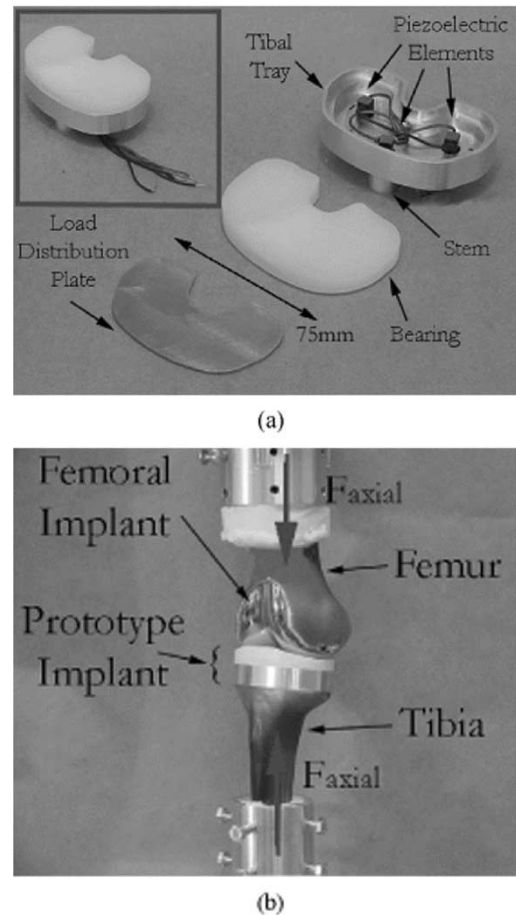 Tibal
Tray
Piezoelectric
Elements
Load
Distribution
Plate
75mm
Stem
Bearing
(a)
Femoral
Implant
Faxial
Femur
Prototype
Implant
Tibia
Faxial
(b)